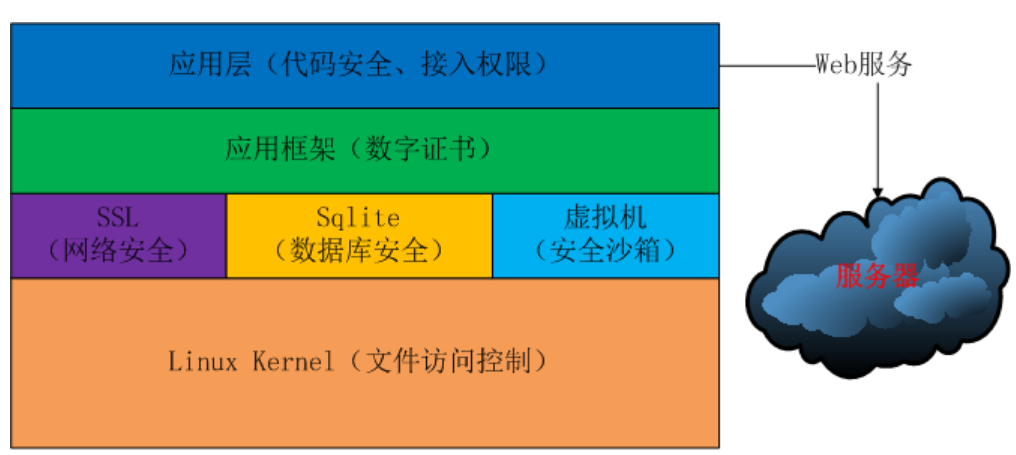 应用层（代码安全、接入权限）
Web服务
应用框架（数字证书）
SSL
（网络安全）
Sqlite
（数据库安全）
虚拟机
（安全沙箱）
服务器
Linux Kernel（文件访问控制）